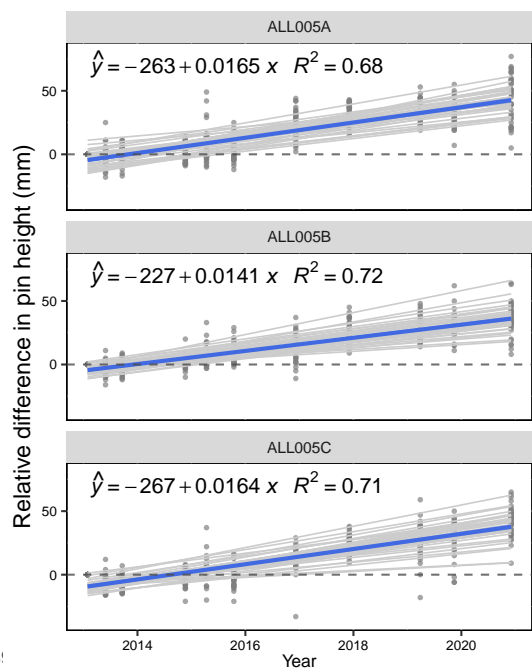 ALL005A
ŷ = −263 + 0.0165 x R² = 0.68
50
0
ALL005B
ŷ = −227 + 0.0141 x R² = 0.72
50
0
ALL005C
ŷ = −267 + 0.0164 x R² = 0.71
50
0
2014 2016 2018 2020
Year
Relative difference in pin height (mm)